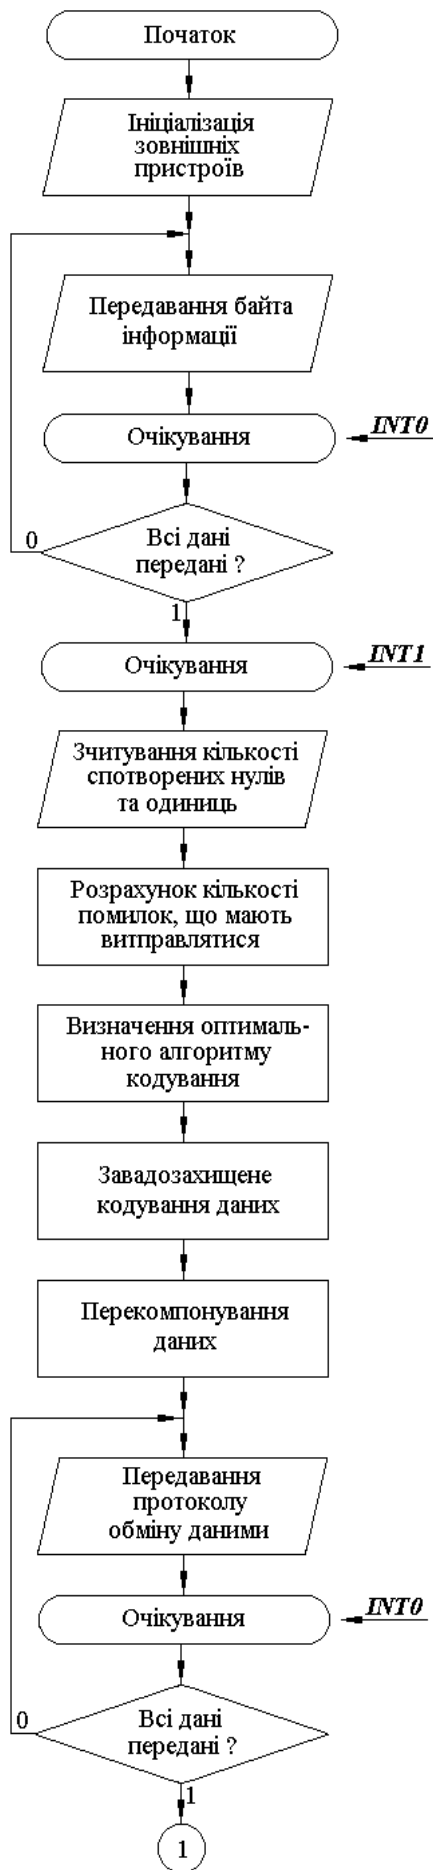 Початок
Ініціалізація
зовнішніх
пристроїв
Передавання байта
інформації
Очікування
INT0
Всі дані
передані ?
0
1
Очікування
INT1
Зчитування кількості
спотворених нулів
та одиниць
Розрахунок кількості
помилок, що мають
витправлятися
Визначення оптималь-
ного алгоритму
кодування
Завадозахищене
кодування даних
Перекомпонування
даних
Передавання
протоколу
обміну даними
Очікування
INT0
Всі дані
передані ?
0
1
1